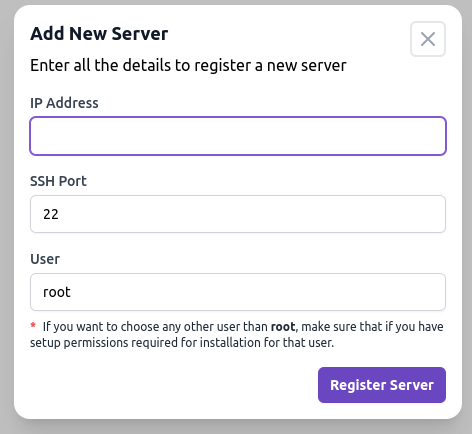 Add New Server
Enter all the details to register a new server
IP Address
SSH Port
22
User
root
* If you want to choose any other user than root, make sure that if you have
setup permissions required for installation for that user.
Register Server